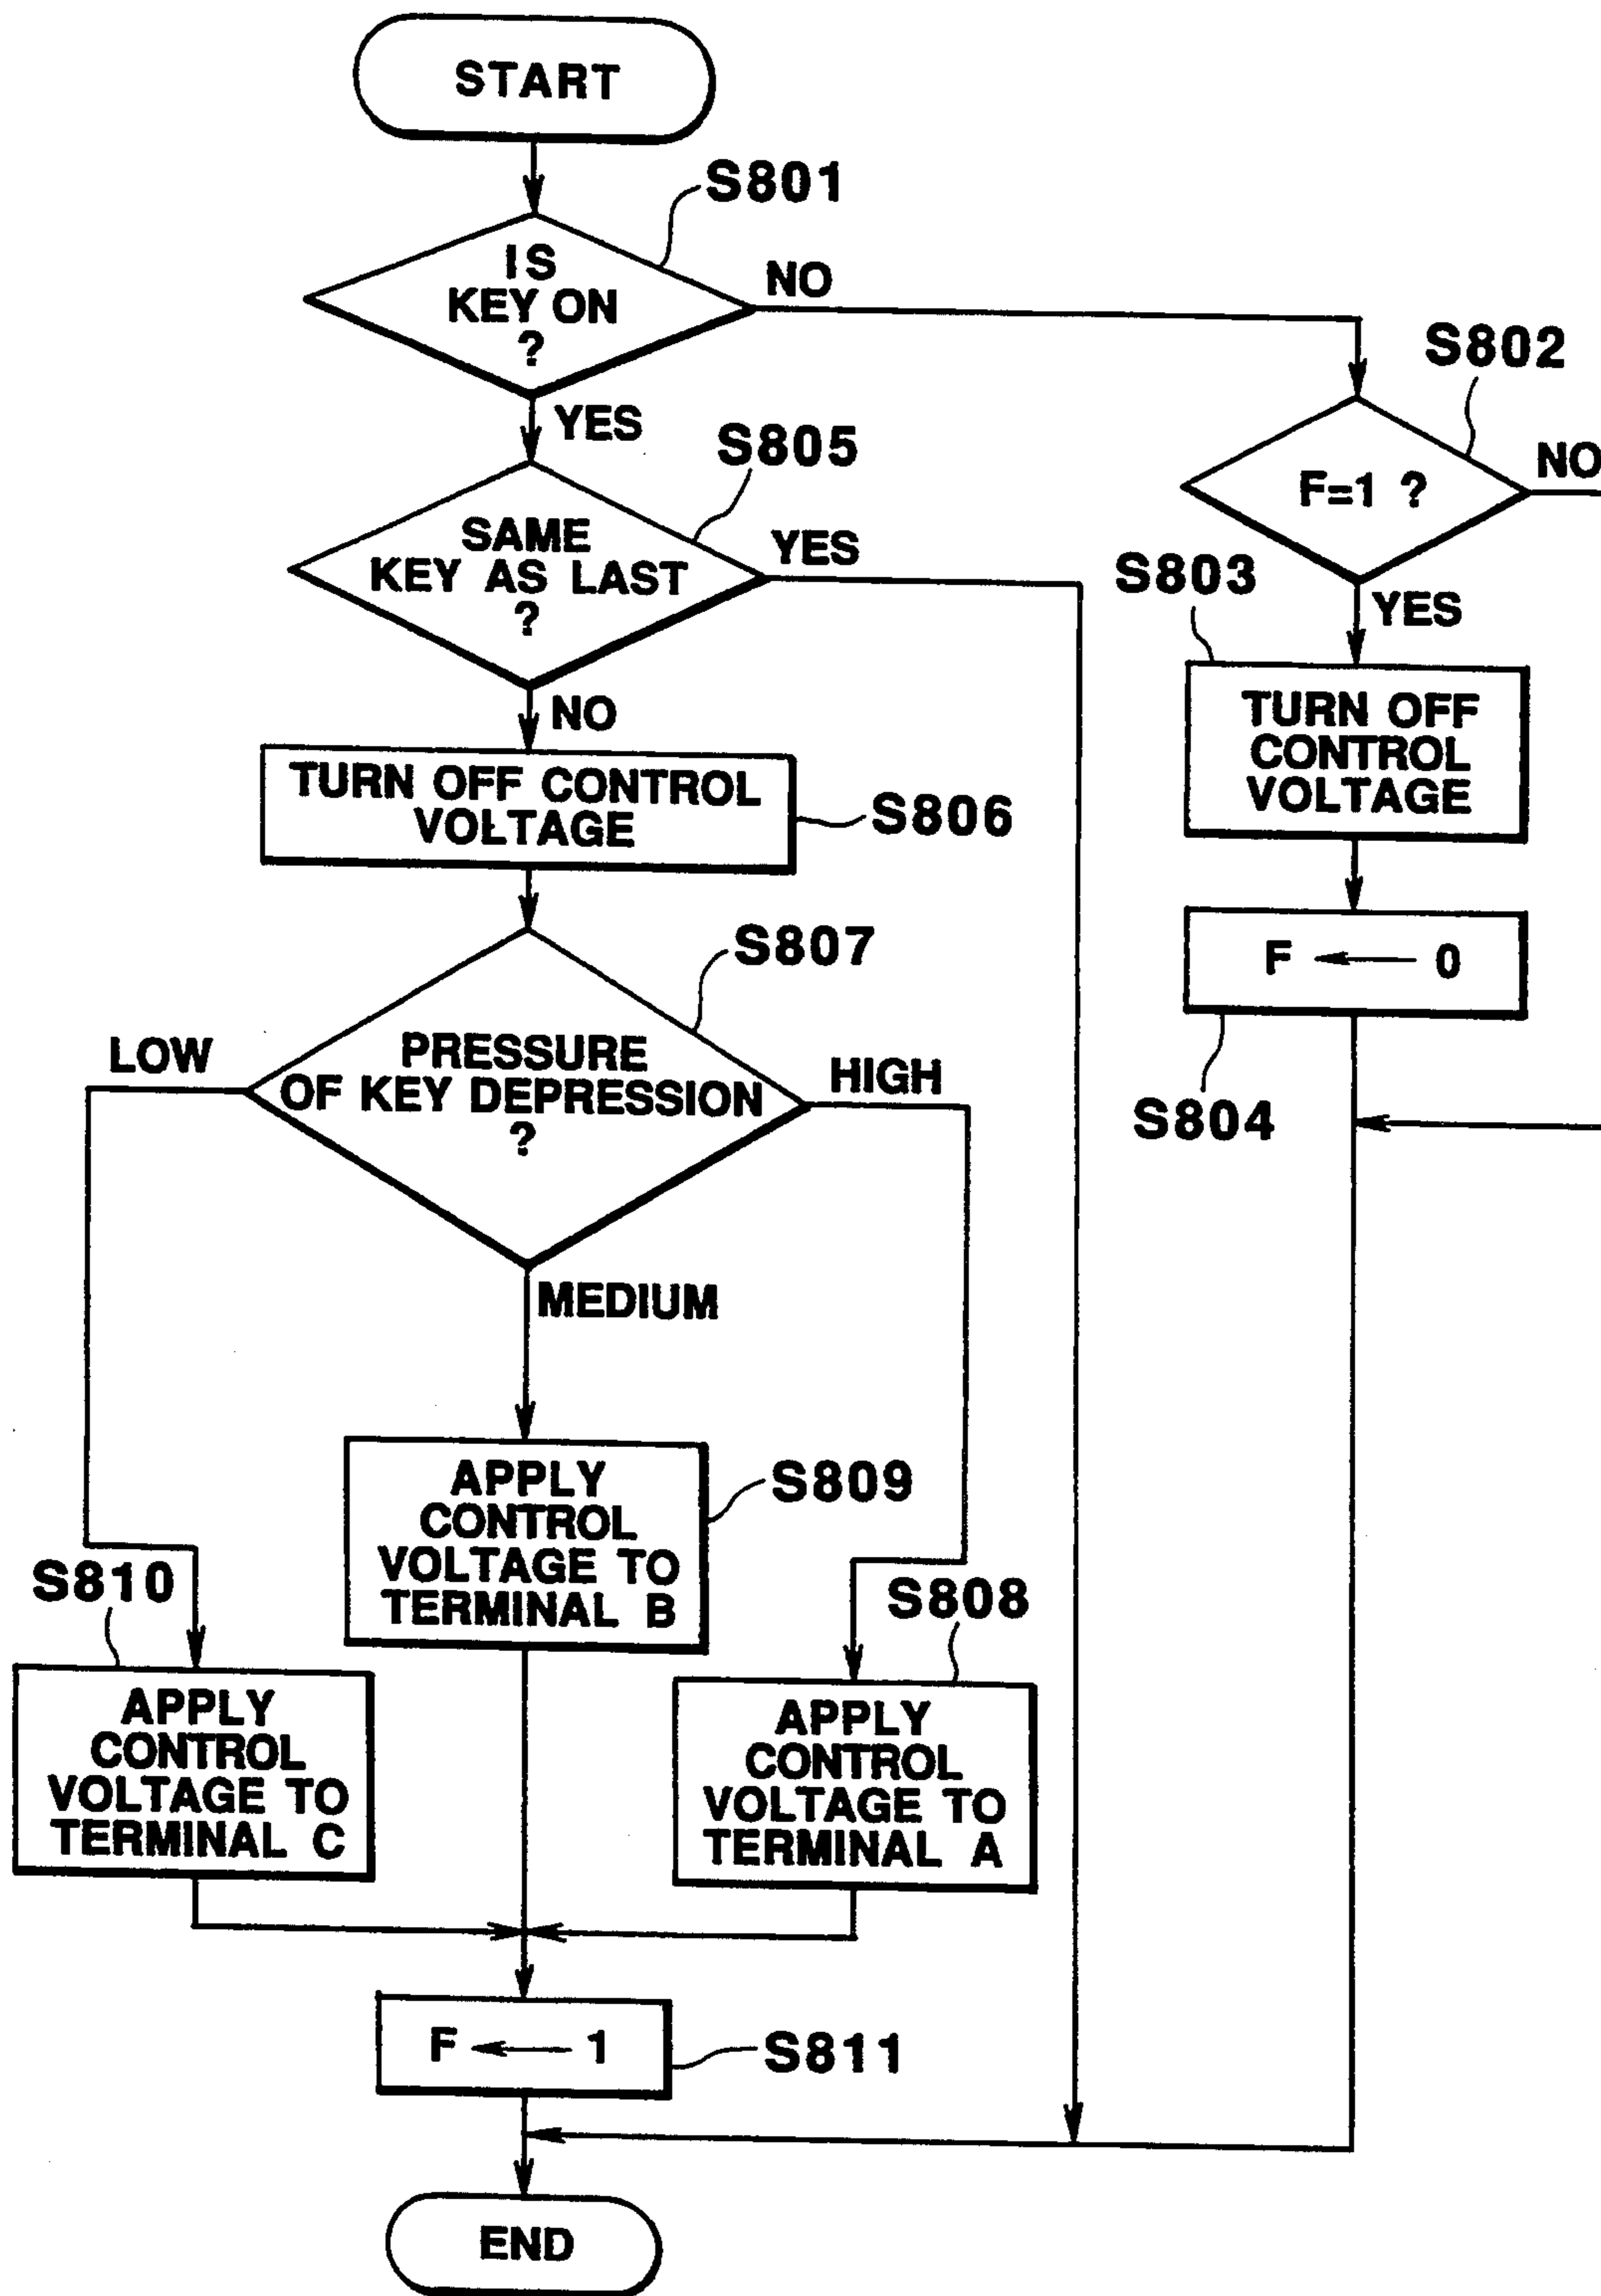 START
S801
IS
KEY ON
?
NO
YES
S802
F=1 ?
NO
YES
S805
SAME
KEY AS LAST
?
YES
NO
S803
TURN OFF
CONTROL
VOLTAGE
TURN OFF CONTROL
VOLTAGE
S806
F ← 0
S804
S807
PRESSURE
OF KEY DEPRESSION
?
LOW
HIGH
MEDIUM
APPLY
CONTROL
VOLTAGE TO
TERMINAL B
S809
S810
APPLY
CONTROL
VOLTAGE TO
TERMINAL C
S808
APPLY
CONTROL
VOLTAGE TO
TERMINAL A
F ← 1
S811
END